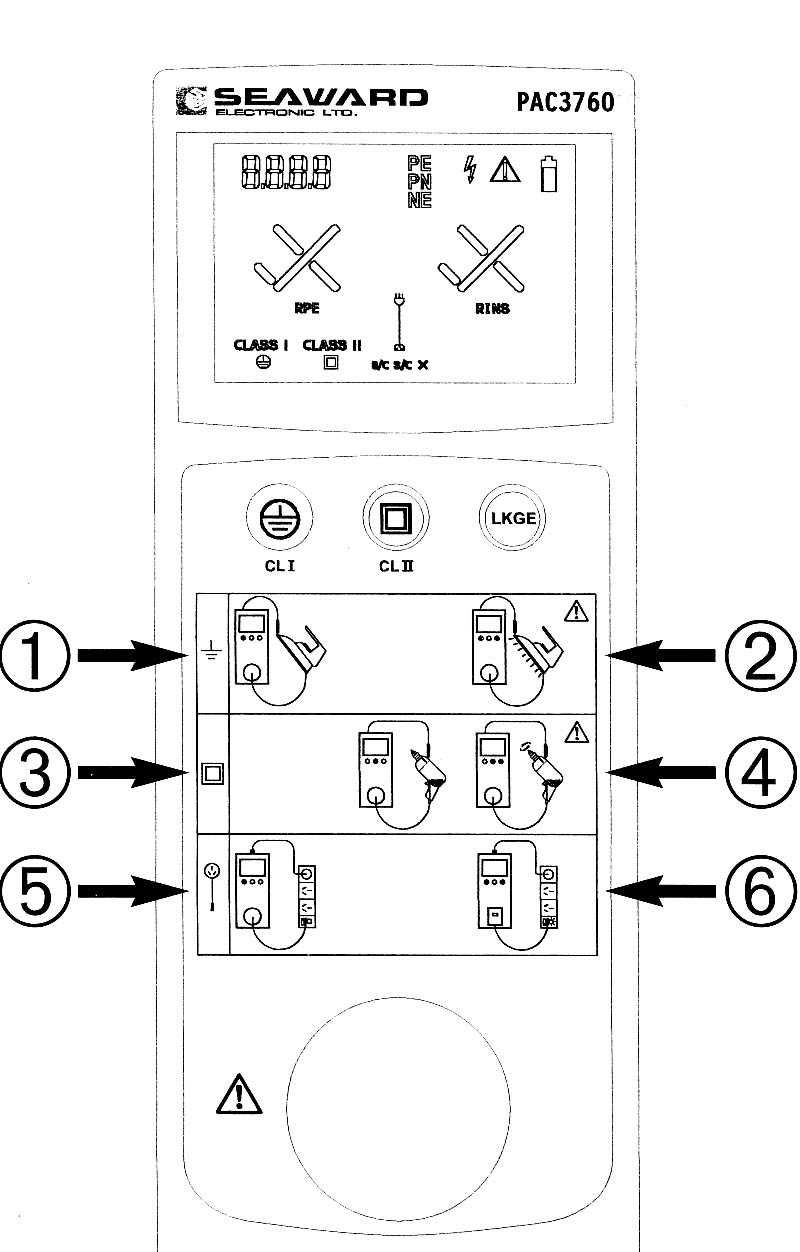 SEAWARD
ELECTRONIC LTD.
PAC3760
8.8.8.8
PE
PN
NE
RPE
RINS
CLASS I CLASS II
S/C X
LKGE
CL I
CL II
1
2
3
4
5
6